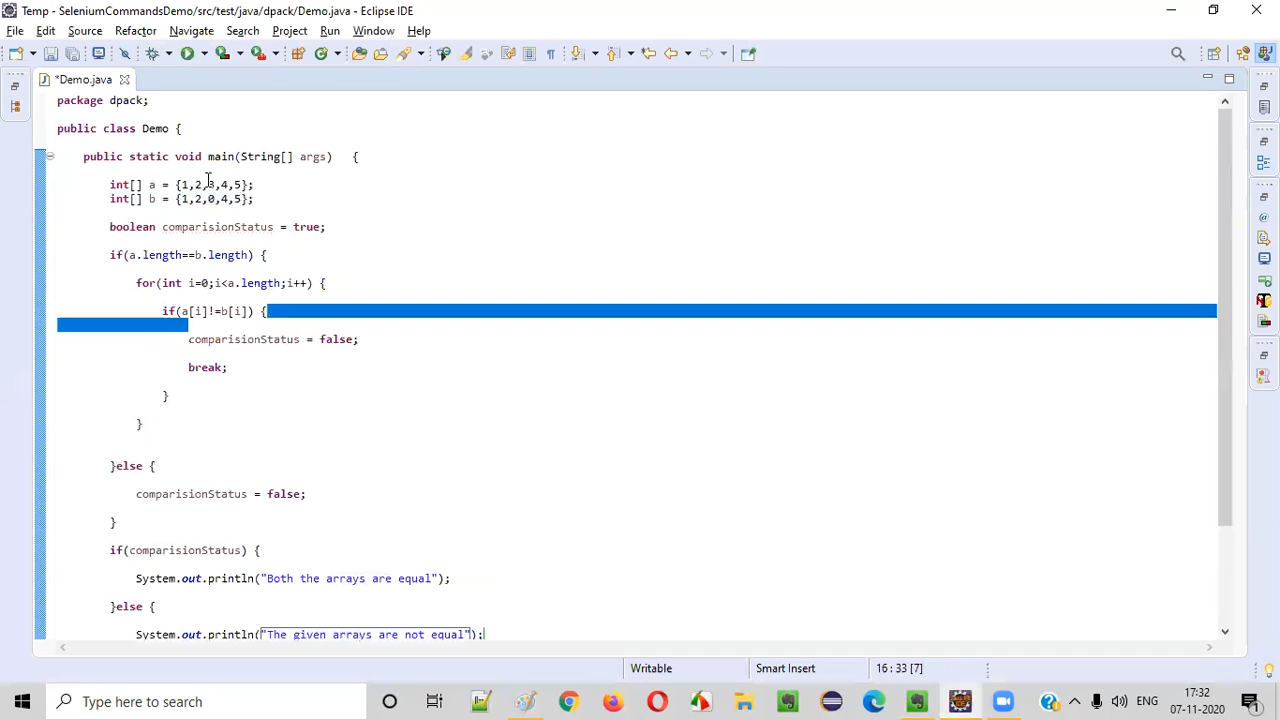 Temp - SeleniumCommandsDemo/src/test/java/dpack/Demo.java - Eclipse IDE
File Edit Source Refactor Navigate Search Project Run Window Help
*Demo.java
package dpack;
public class Demo {
public static void main(String[] args) {
int[] a = {1,2,3,4,5};
int[] b = {1,2,0,4,5};
boolean comparisionStatus = true;
if(a.length==b.length) {
for(int i=0;i<a.length;i++) {
if(a[i]!=b[i]) {
comparisionStatus = false;
break;
}
}
}else {
comparisionStatus = false;
}
if(comparisionStatus) {
System.out.println("Both the arrays are equal");
}else {
System.out.println("The given arrays are not equal");
Writable Smart Insert 16 : 33 [7]
Type here to search
17:32
07-11-2020